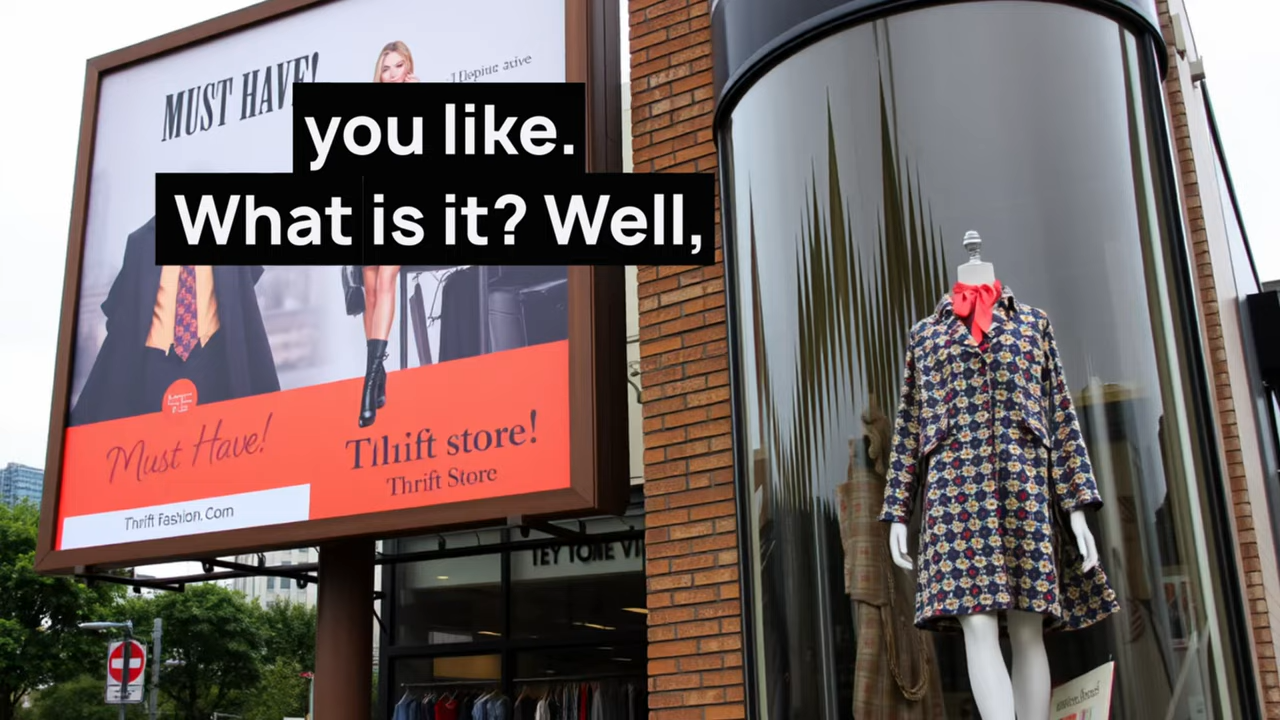 MUST HAVE!
you like.
What is it? Well,
Must Have!
Tlhift store!
Thrift Store
Thrift Fashion. Com